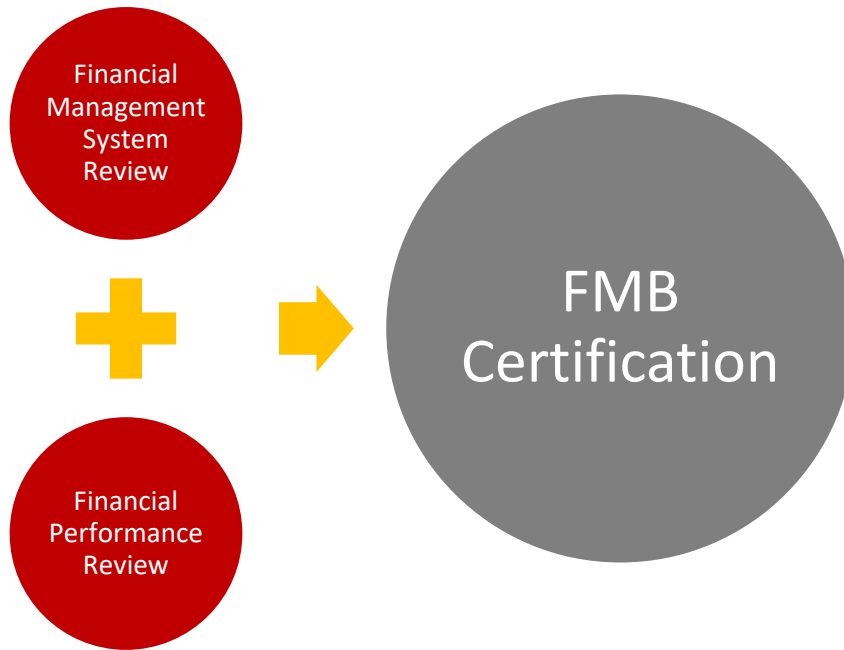 Financial
Management
System
Review
Financial
Performance
Review
FMB
Certification